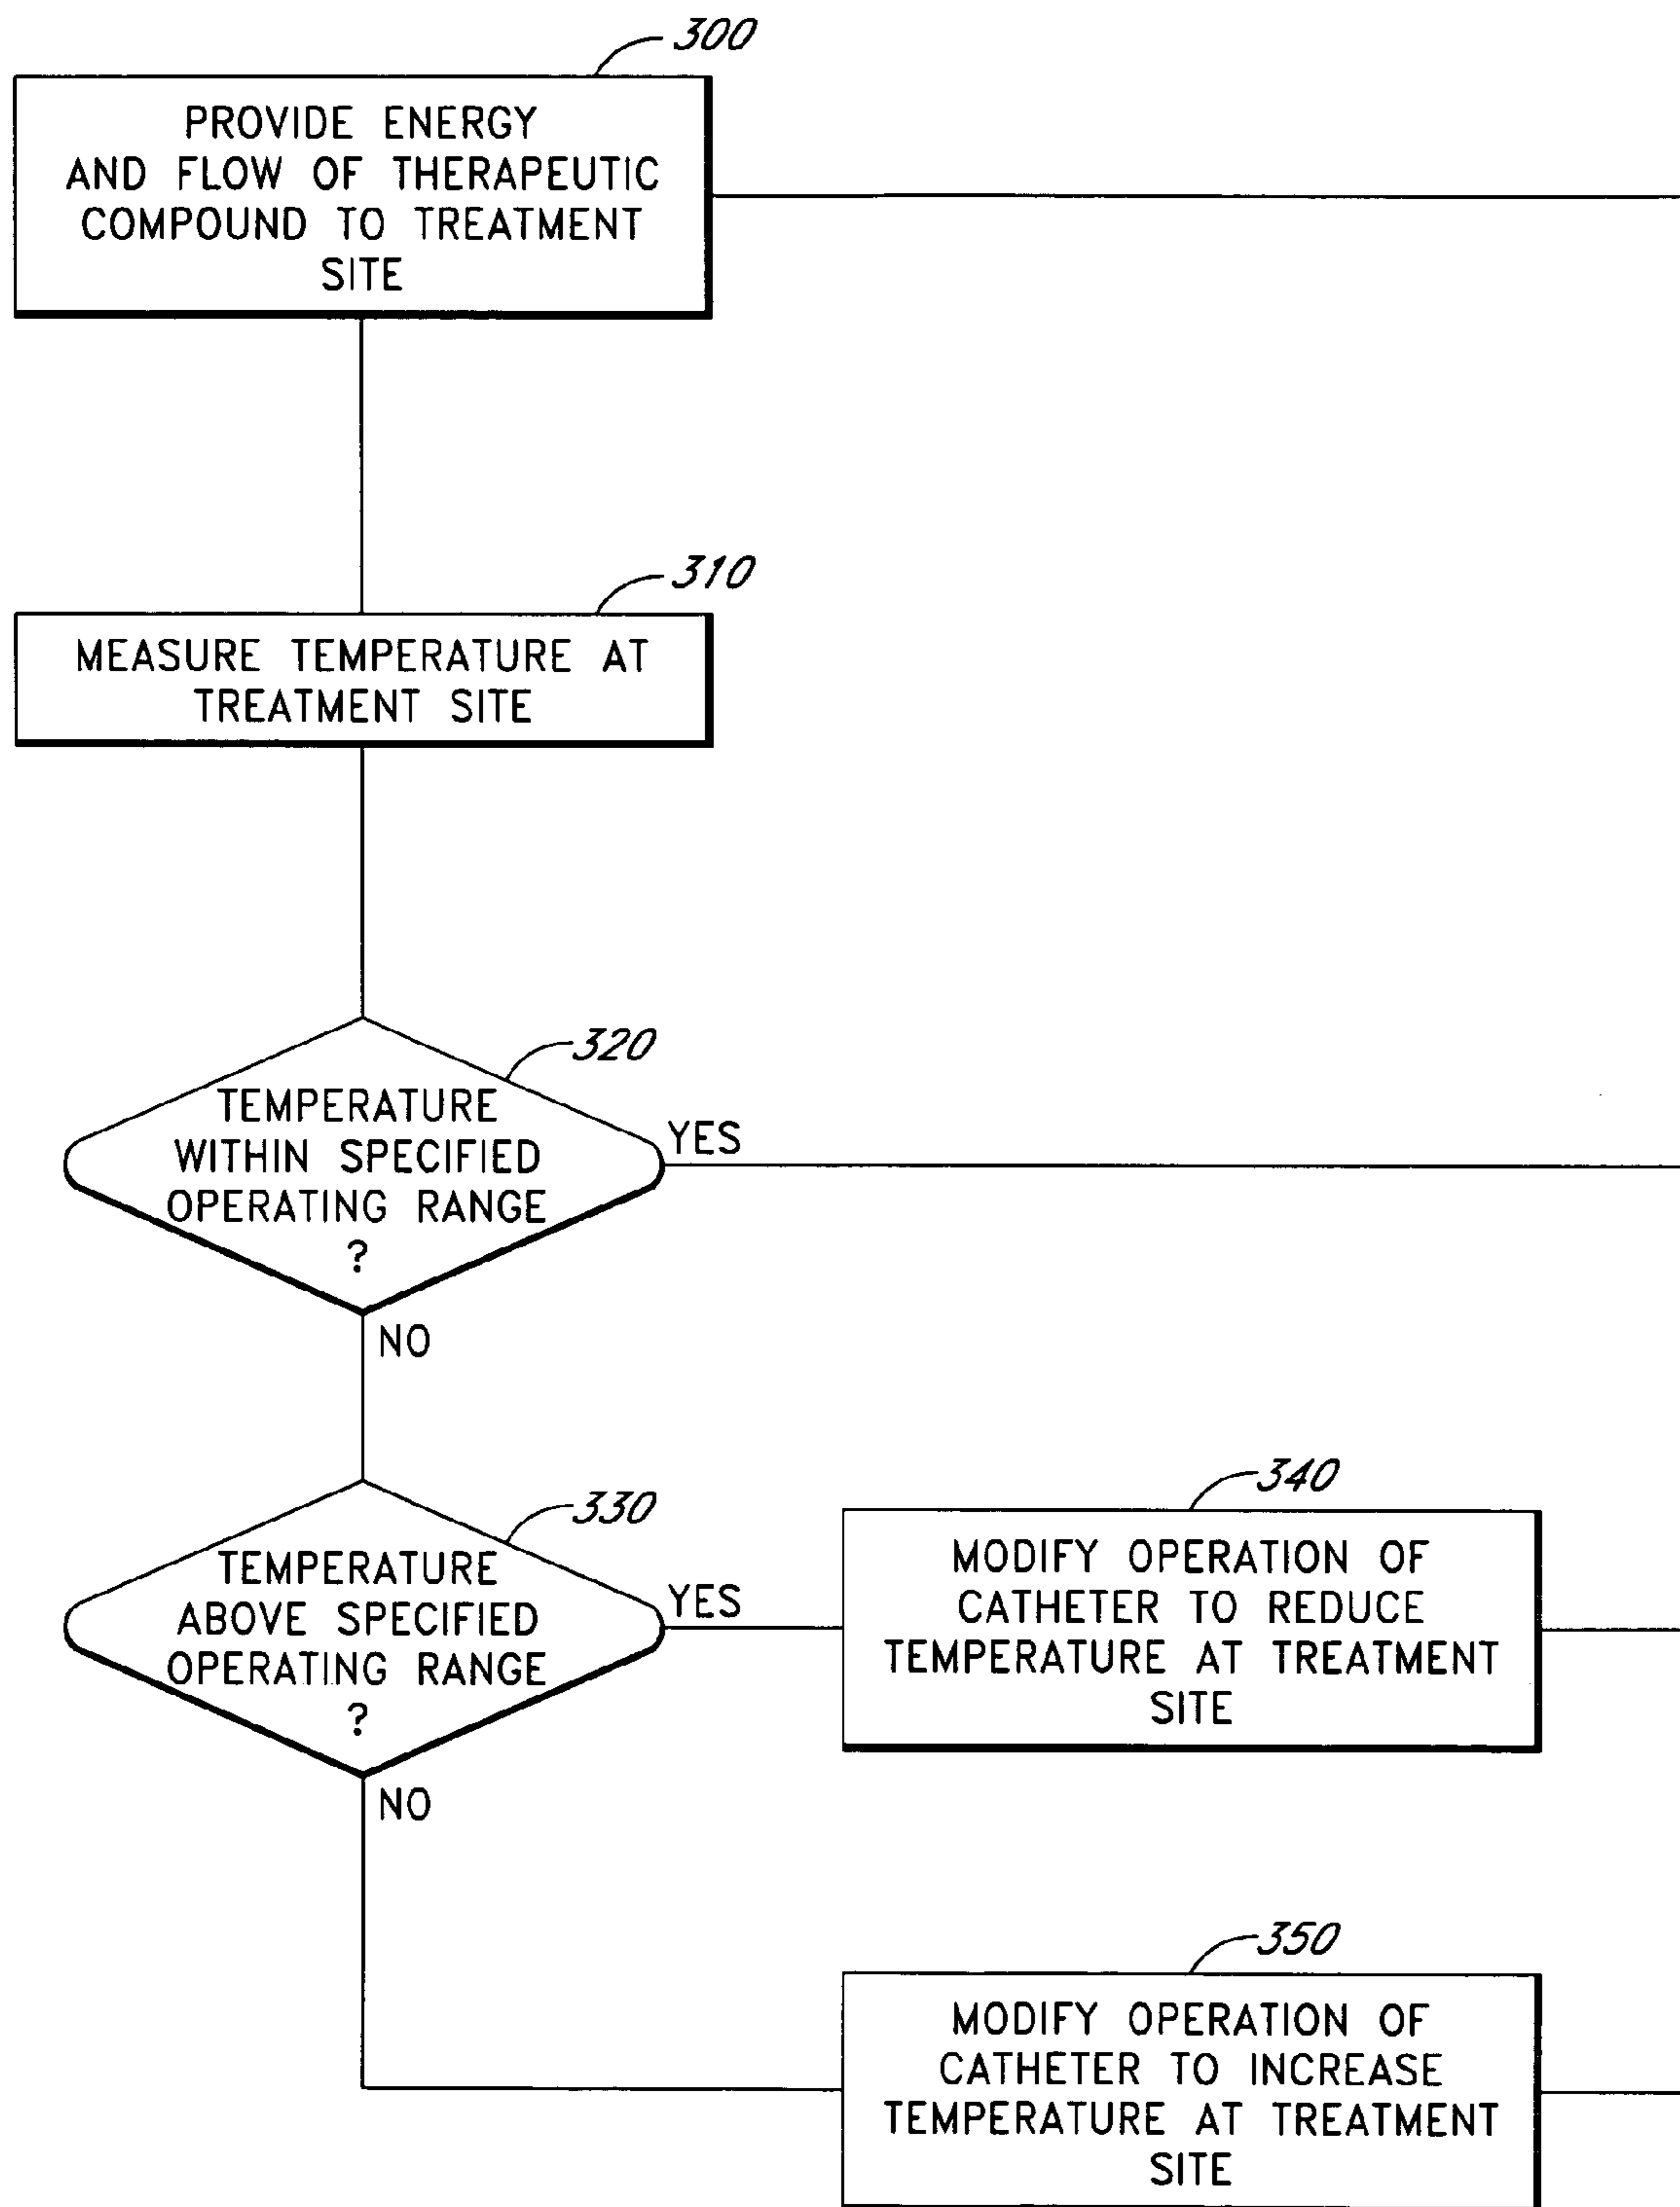 300
PROVIDE ENERGY
AND FLOW OF THERAPEUTIC
COMPOUND TO TREATMENT
SITE
310
MEASURE TEMPERATURE AT
TREATMENT SITE
320
TEMPERATURE
WITHIN SPECIFIED
OPERATING RANGE
?
YES
NO
330
TEMPERATURE
ABOVE SPECIFIED
OPERATING RANGE
?
YES
NO
340
MODIFY OPERATION OF
CATHETER TO REDUCE
TEMPERATURE AT TREATMENT
SITE
350
MODIFY OPERATION OF
CATHETER TO INCREASE
TEMPERATURE AT TREATMENT
SITE